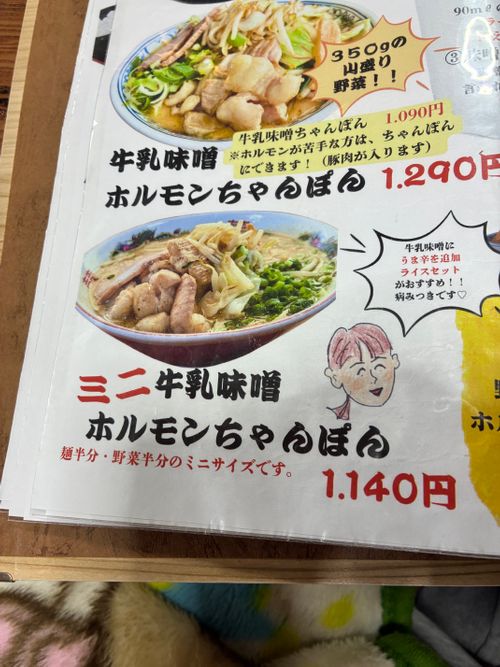 90mℓの
350gの
山盛り
野菜！！
牛乳味噌ちゃんぽん 1.090円
※ホルモンが苦手な方は、ちゃんぽん
にできます！（豚肉が入ります）
牛乳味噌
ホルモンちゃんぽん 1.290円
牛乳味噌に
うま辛を追加
ライスセット
がおすすめ！！
病みつきです♡
ミニ牛乳味噌
ホルモンちゃんぽん
麺半分・野菜半分のミニサイズです。
1.140円